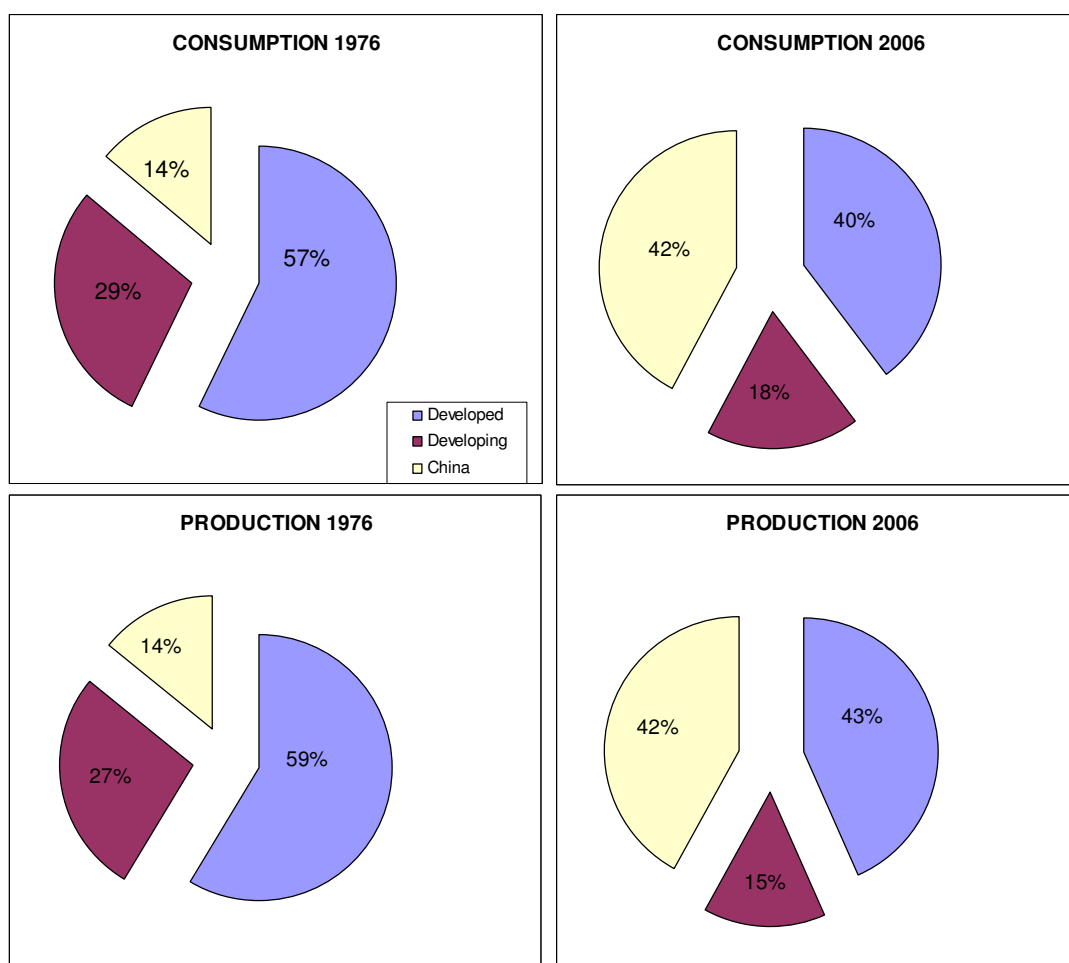 CONSUMPTION 1976
14%
57%
29%
Developed
Developing
China
CONSUMPTION 2006
40%
42%
18%
PRODUCTION 1976
14%
59%
27%
PRODUCTION 2006
43%
42%
15%